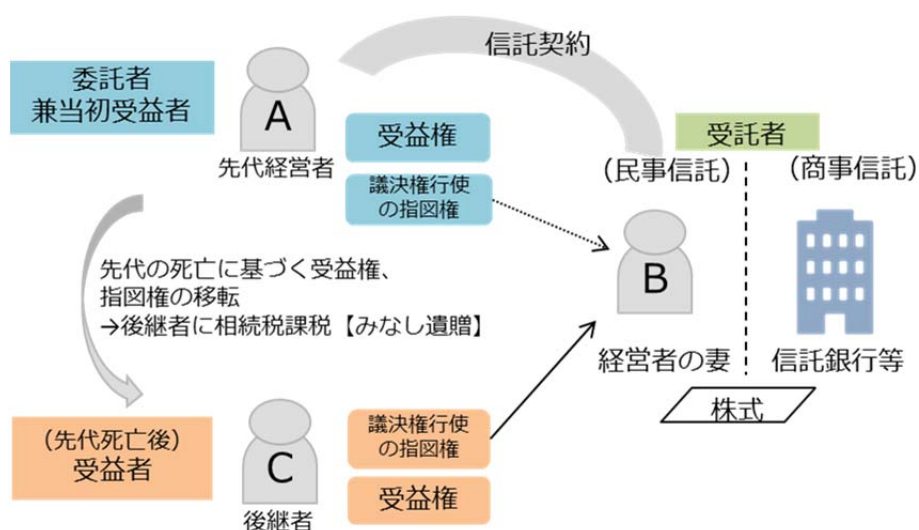 信託契約
委託者
兼当初受益者
A
先代経営者
受益権
議決権行使
の指図権
受託者
(民事信託)
(商事信託)
B
経営者の妻
信託銀行等
株式
先代の死亡に基づく受益権、
指図権の移転
→後継者に相続税課税【みなし遺贈】
(先代死亡後)
受益者
C
後継者
議決権行使
の指図権
受益権